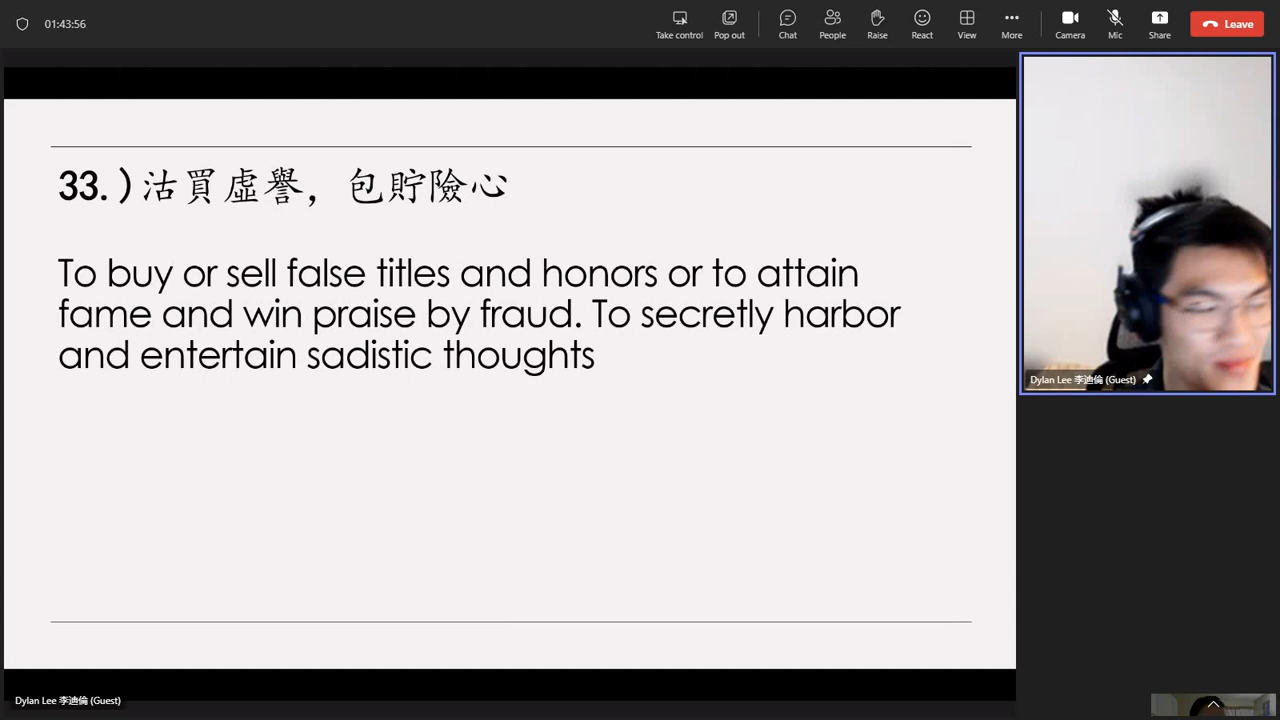 01:43:56
Take control
Pop out
Chat
People
Raise
React
View
More
Camera
Mic
Share
Leave
33. ) 沽買虛譽，包貯險心
To buy or sell false titles and honors or to attain
fame and win praise by fraud. To secretly harbor
and entertain sadistic thoughts
Dylan Lee 李迪倫 (Guest)
Dylan Lee 李迪倫 (Guest)